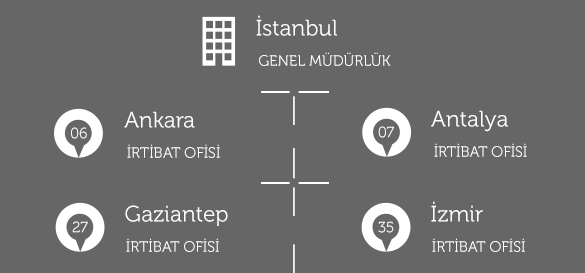 İstanbul
GENEL MÜDÜRLÜK
06 Ankara
İRTİBAT OFİSİ
07 Antalya
İRTİBAT OFİSİ
27 Gaziantep
İRTİBAT OFİSİ
35 İzmir
İRTİBAT OFİSİ